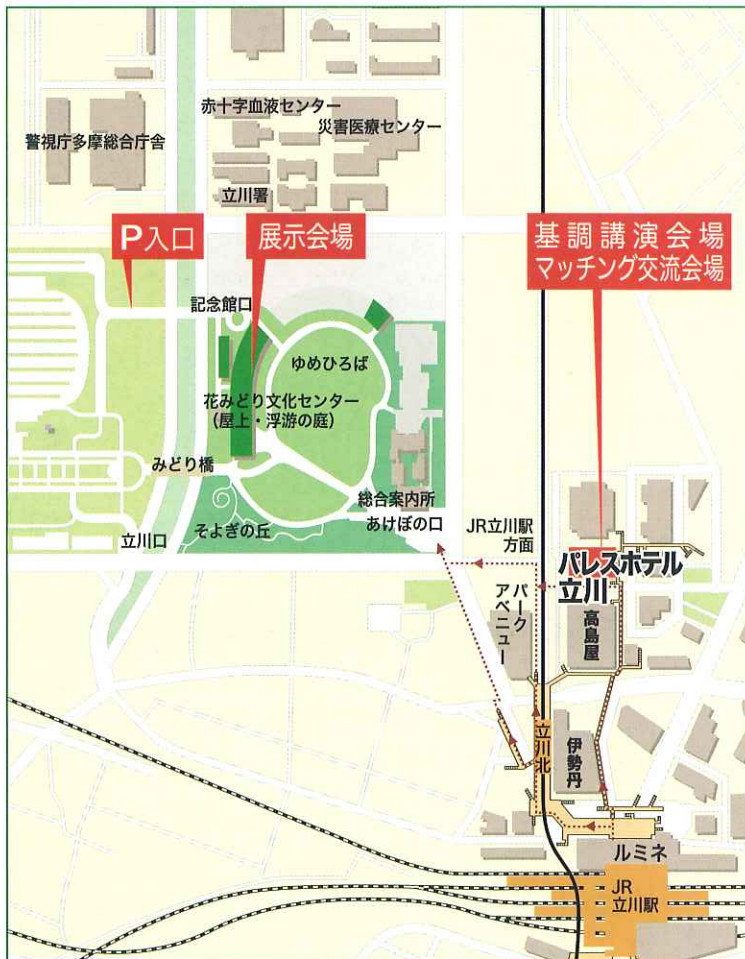 赤十字血液センター
災害医療センター
警視庁多摩総合庁舎
立川署
P入口
展示会場
基調講演会場
マッチング交流会場
記念館口
ゆめひろば
花みどり文化センター
(屋上・浮游の庭)
みどり橋
総合案内所
あけぼの口
立川口
そよぎの丘
JR立川駅
方面
パレスホテル
立川
パーク
アベニュー
高島屋
立川北
伊勢丹
ルミネ
JR
立川駅